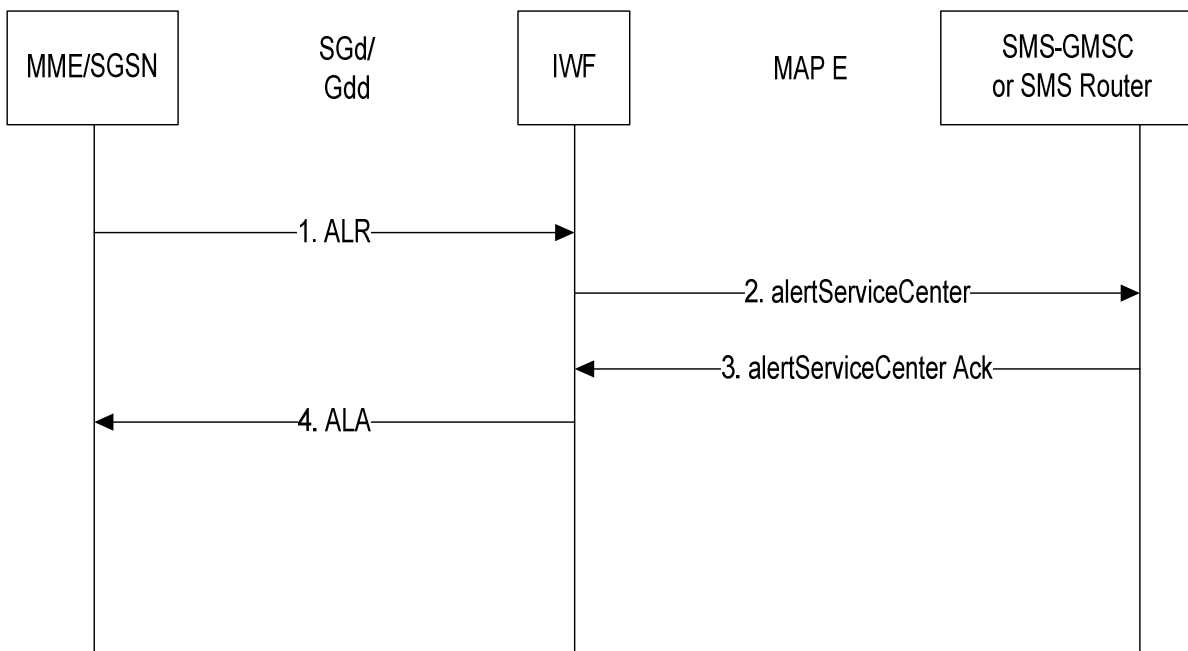 MME/SGSN
SGd/
Gdd
IWF
MAP E
SMS-GMSC
or SMS Router
1. ALR
2. alertServiceCenter
3. alertServiceCenter Ack
4. ALA